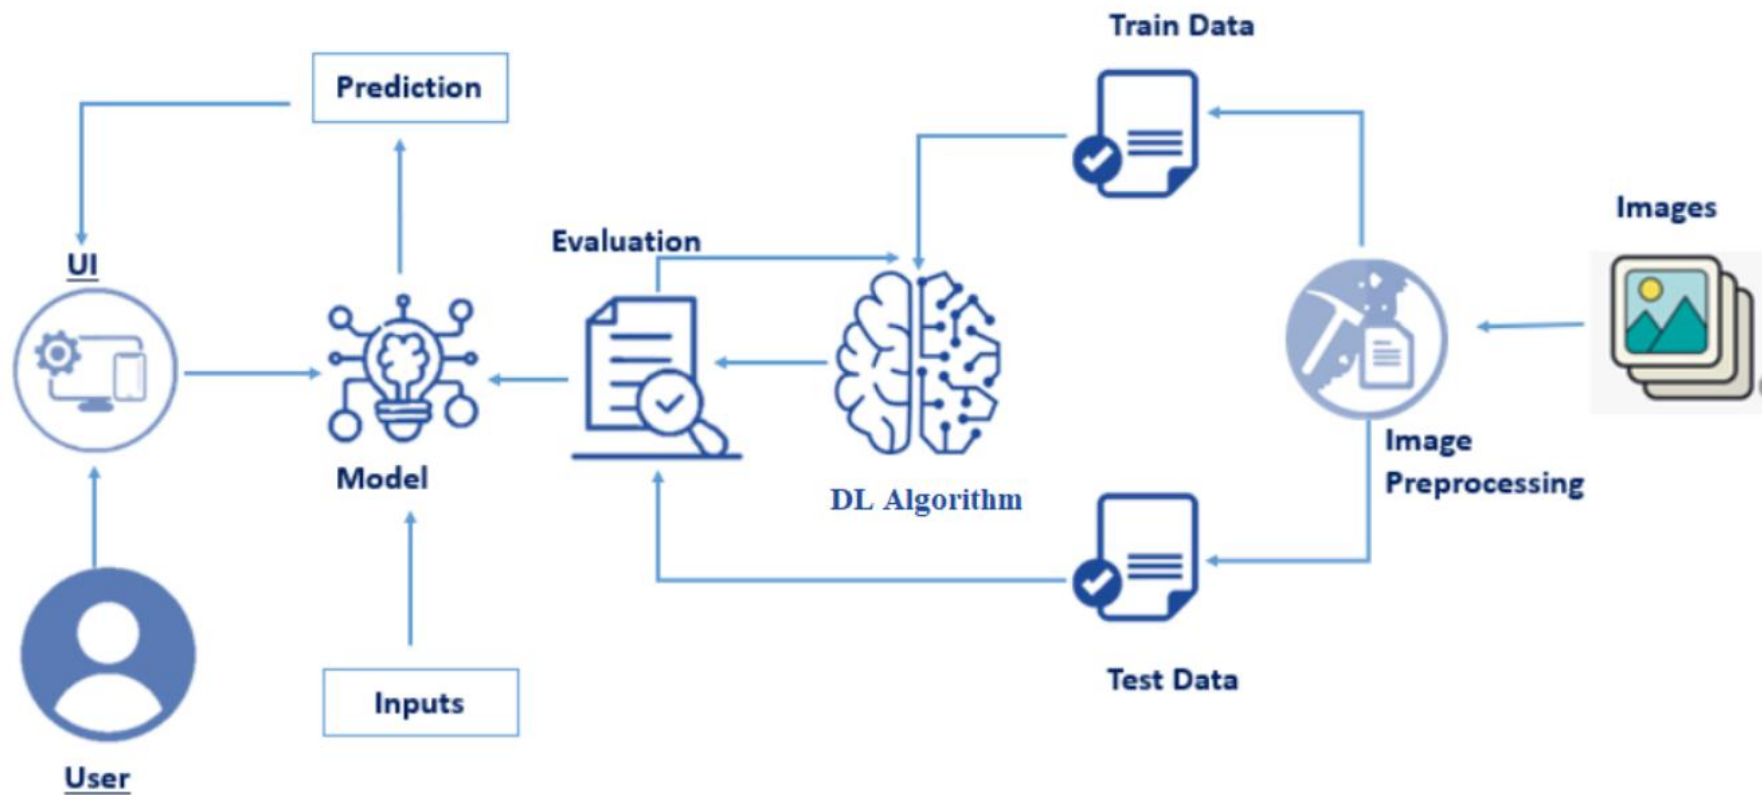 Train Data
Prediction
Images
Evaluation
UI
Image
Preprocessing
Model
DL Algorithm
Test Data
Inputs
User